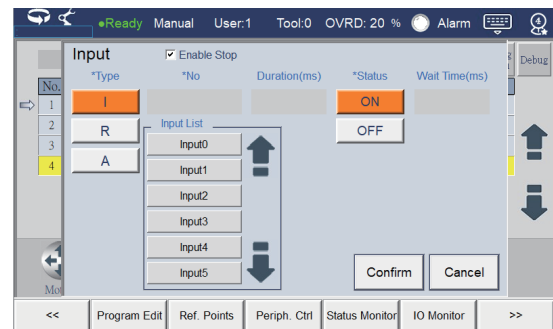 Ready Manual User:1 Tool:0 OVRD: 20 % Alarm 4
Input Enable Stop
*Type *No Duration(ms) *Status Wait Time(ms)
Debug
No.
I ON
1
R Input List OFF
2
Input0
3
A Input1
4
Input2
Input3
Input4
Input5 Confirm Cancel
<< Program Edit Ref. Points Periph. Ctrl Status Monitor IO Monitor >>